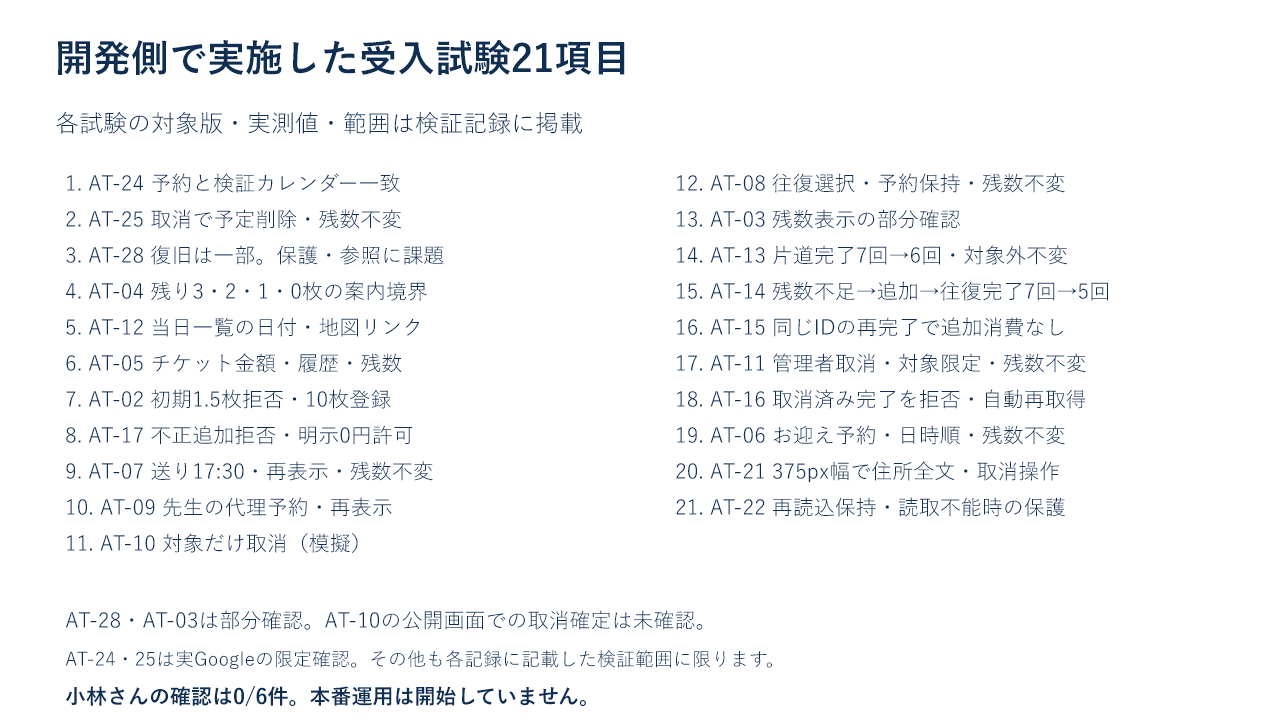 開発側で実施した受入試験21項目
各試験の対象版・実測値・範囲は検証記録に掲載
1. AT-24 予約と検証カレンダー一致
2. AT-25 取消で予定削除・残数不変
3. AT-28 復旧は一部。保護・参照に課題
4. AT-04 残り3・2・1・0枚の案内境界
5. AT-12 当日一覧の日付・地図リンク
6. AT-05 チケット金額・履歴・残数
7. AT-02 初期1.5枚拒否・10枚登録
8. AT-17 不正追加拒否・明示0円許可
9. AT-07 送り17:30・再表示・残数不変
10. AT-09 先生の代理予約・再表示
11. AT-10 対象だけ取消（模擬）
12. AT-08 往復選択・予約保持・残数不変
13. AT-03 残数表示の部分確認
14. AT-13 片道完了7回→6回・対象外不変
15. AT-14 残数不足→追加→往復完了7回→5回
16. AT-15 同じIDの再完了で追加消費なし
17. AT-11 管理者取消・対象限定・残数不変
18. AT-16 取消済み完了を拒否・自動再取得
19. AT-06 お迎え予約・日時順・残数不変
20. AT-21 375px幅で住所全文・取消操作
21. AT-22 再読込保持・読取不能時の保護
AT-28・AT-03は部分確認。AT-10の公開画面での取消確定は未確認。
AT-24・25は実Googleの限定確認。その他も各記録に記載した検証範囲に限ります。
小林さんの確認は0/6件。本番運用は開始していません。